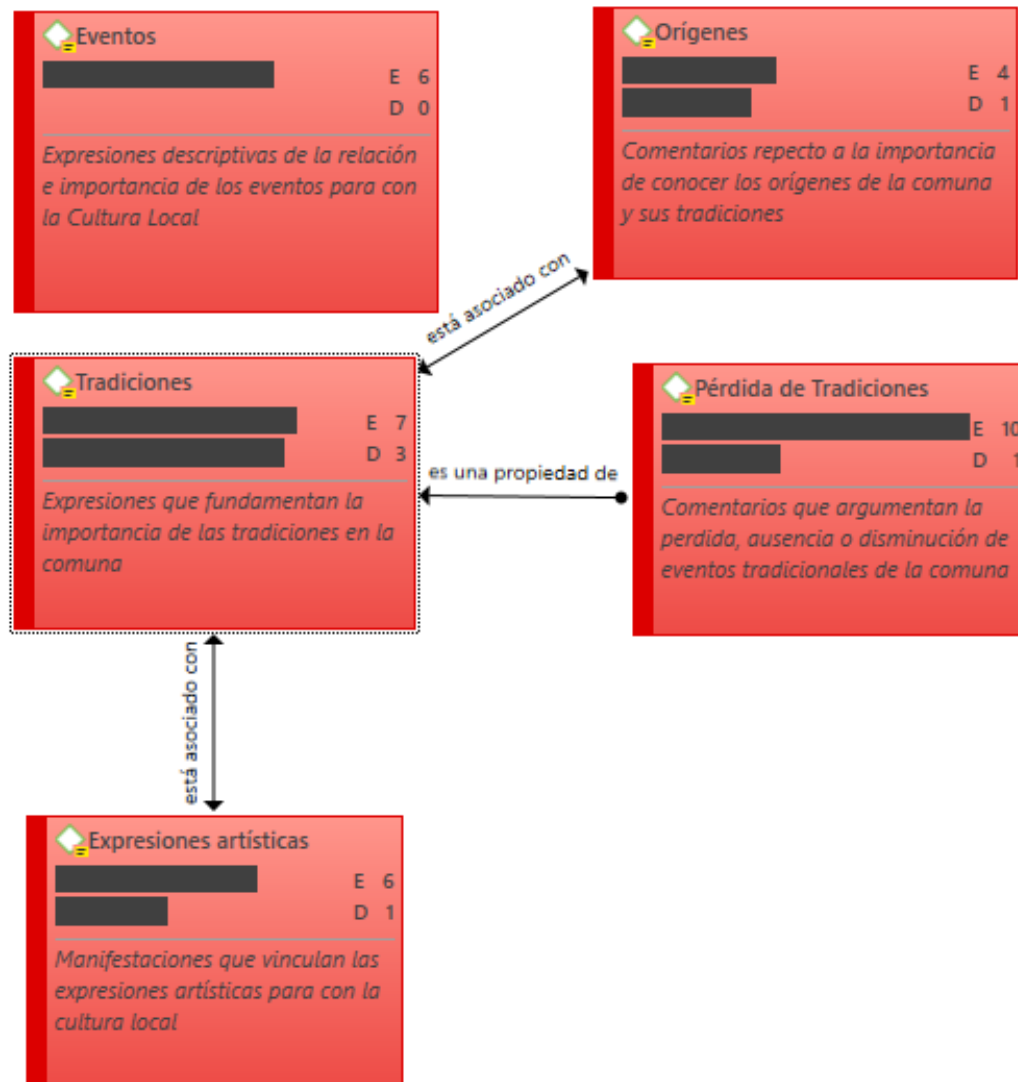 Eventos
E 6
D 0
Expresiones descriptivas de la relación
e importancia de los eventos para con
la Cultura Local
Orígenes
E 4
D 1
Comentarios repecto a la importancia
de conocer los orígenes de la comuna
y sus tradiciones
está asociado con
Tradiciones
E 7
D 3
Expresiones que fundamentan la
importancia de las tradiciones en la
comuna
es una propiedad de
Pérdida de Tradiciones
E 10
D 1
Comentarios que argumentan la
perdida, ausencia o disminución de
eventos tradicionales de la comuna
está asociado con
Expresiones artísticas
E 6
D 1
Manifestaciones que vinculan las
expresiones artísticas para con la
cultura local